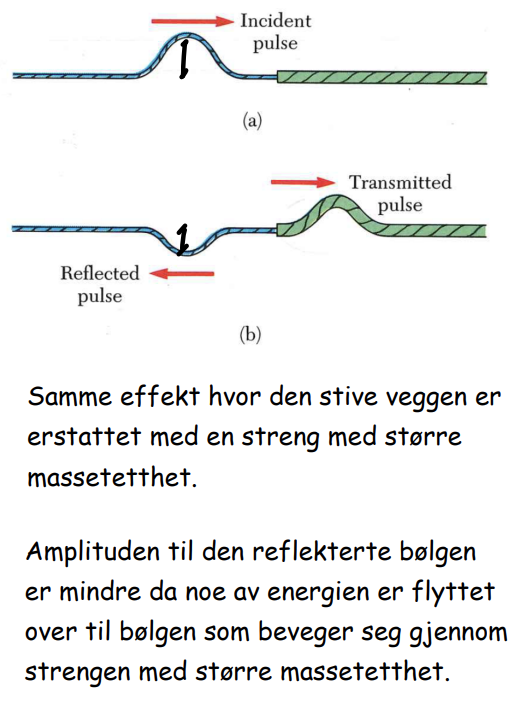 Incident
pulse
(a)
Transmitted
pulse
Reflected
pulse
(b)
Samme effekt hvor den stive veggen er
erstattet med en streng med større
massetetthet.
Amplituden til den reflekterte bølgen
er mindre da noe av energien er flyttet
over til bølgen som beveger seg gjennom
strengen med større massetetthet.